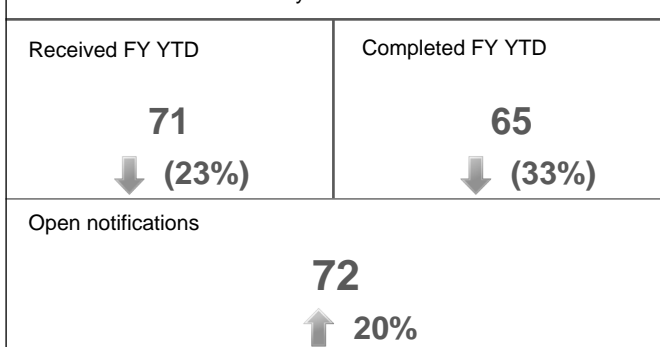 Received FY YTD
Completed FY YTD
71
65
(23%)
(33%)
Open notifications
72
20%